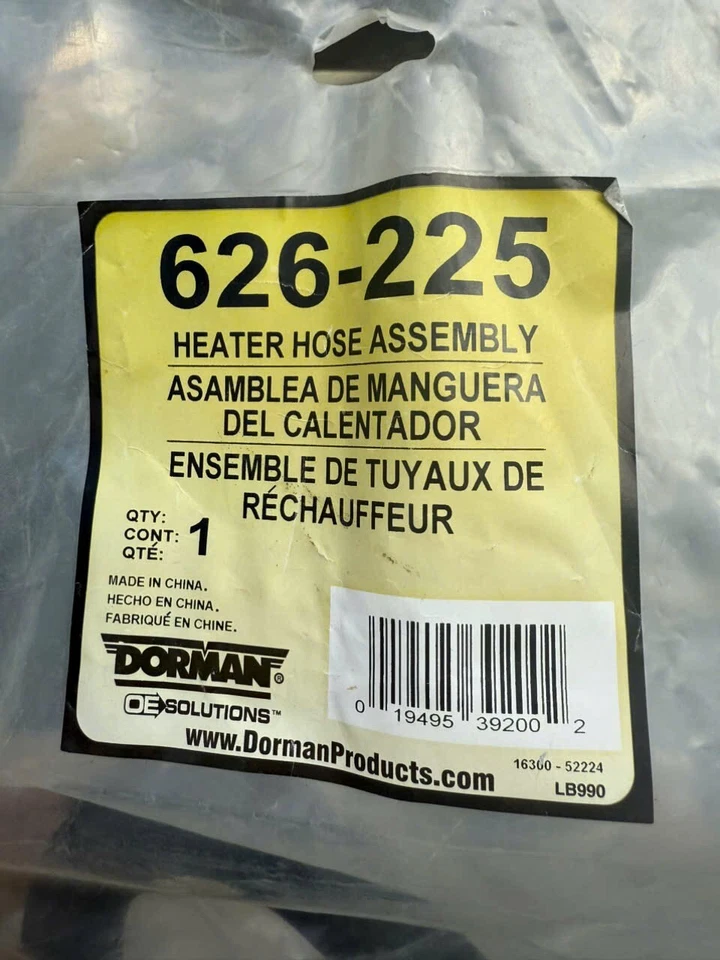 626-225
HEATER HOSE ASSEMBLY
ASAMBLEA DE MANGUERA
DEL CALENTADOR
ENSEMBLE DE TUYAUX DE
RÉCHAUFFEUR
QTY:
CONT: 1
QTÉ:
MADE IN CHINA.
HECHO EN CHINA.
FABRIQUÉ EN CHINE.
DORMAN®
OE SOLUTIONS™
www.DormanProducts.com
0 19495 39200 2
16300 - 52224
LB990